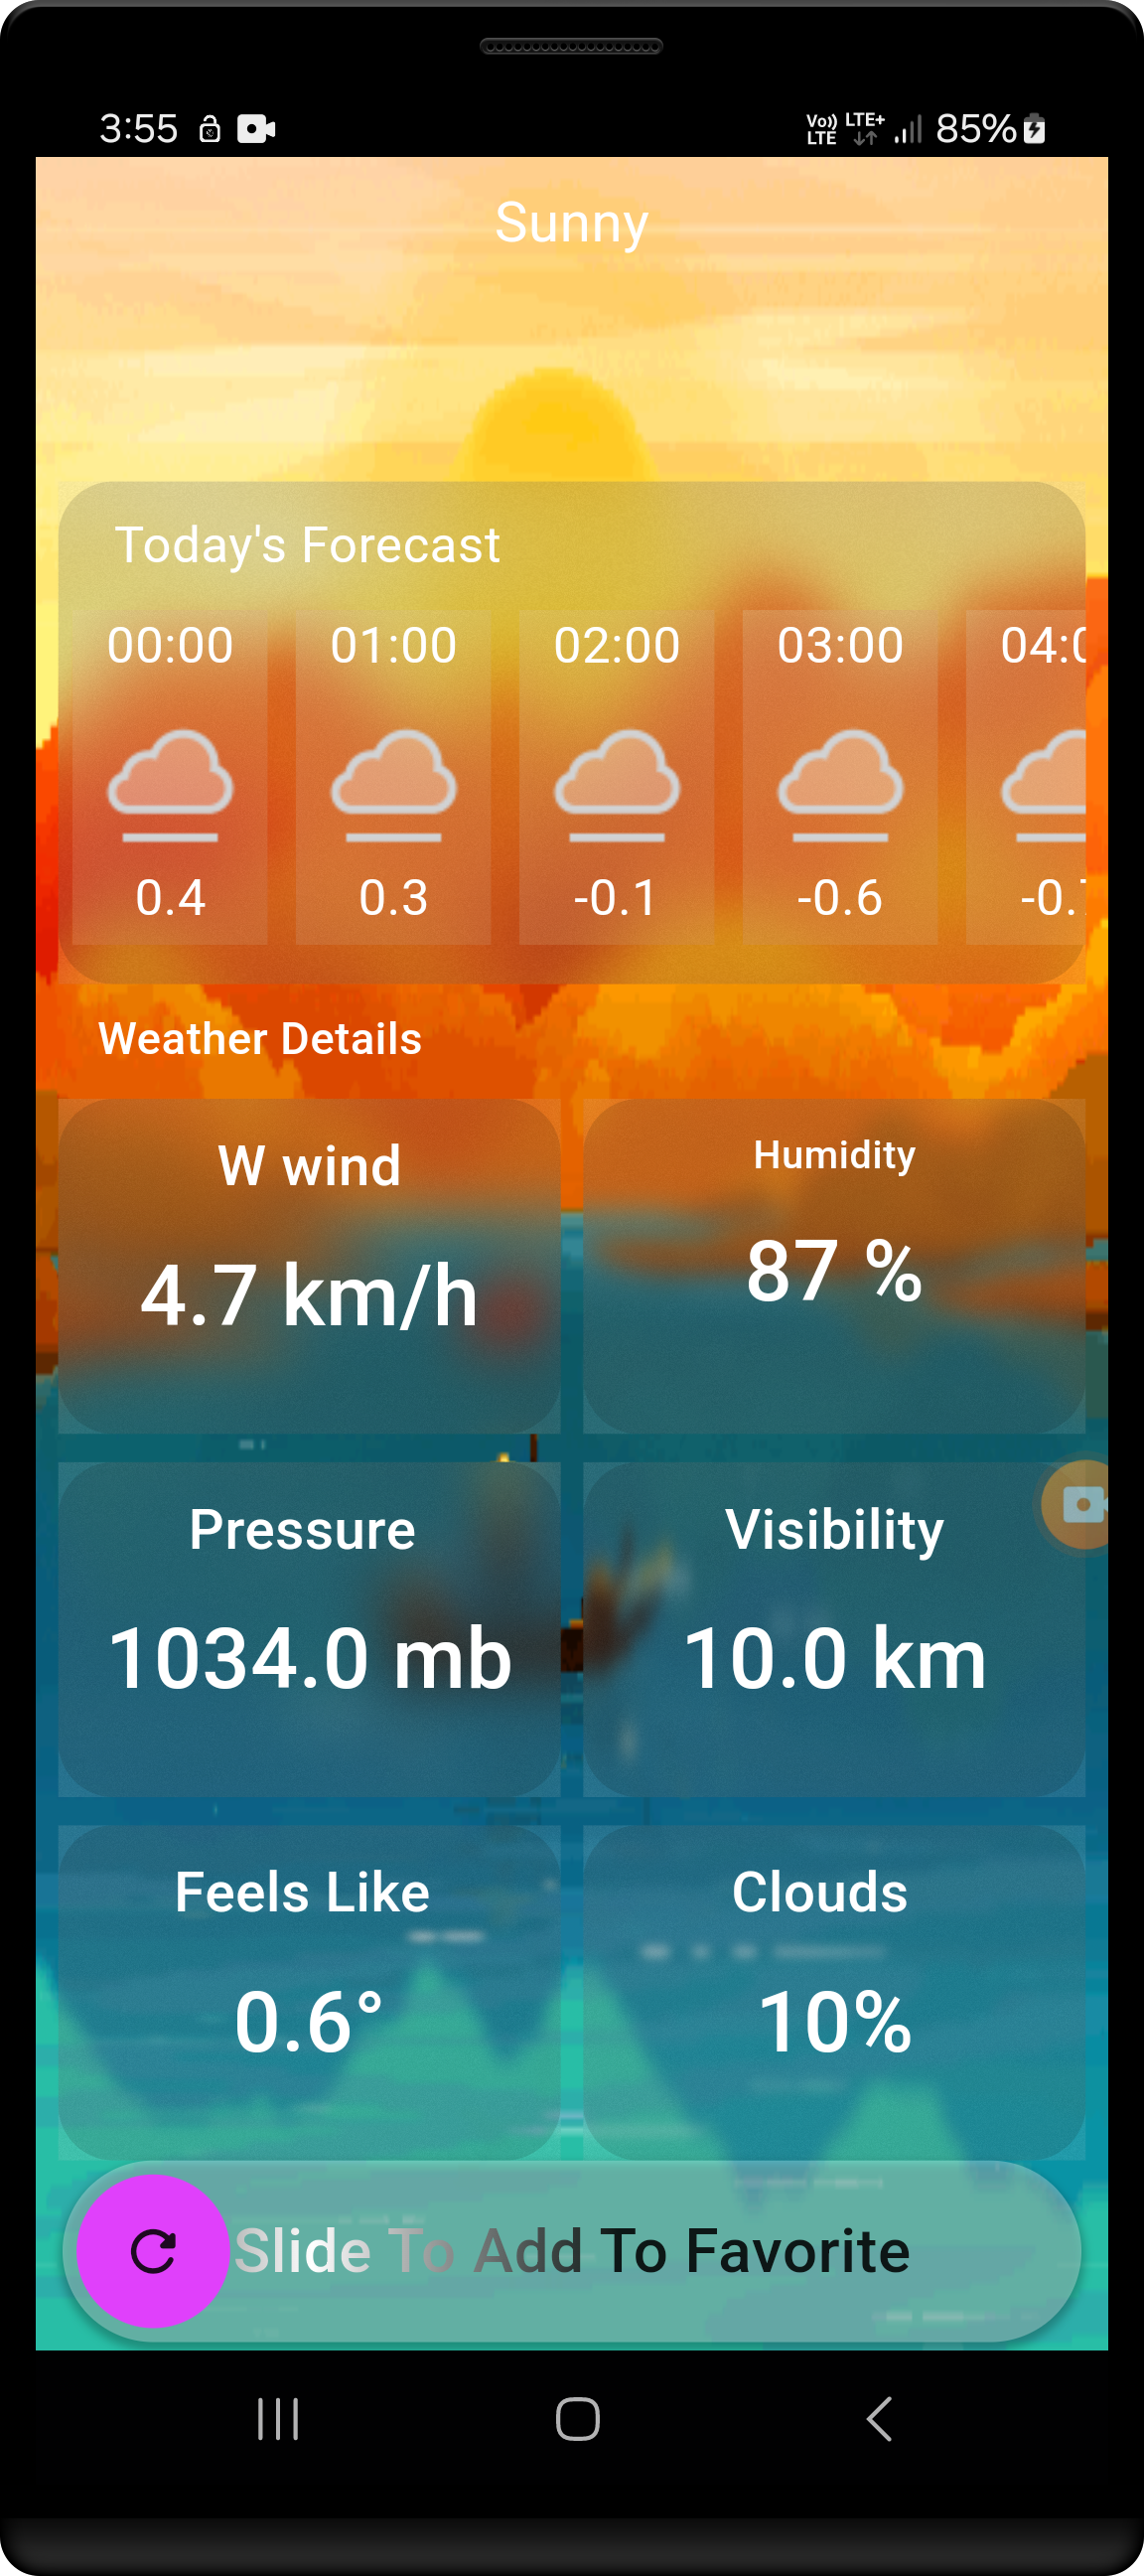 3:55 Vo)) LTE LTE+ 85%
Sunny
Today's Forecast
00:00 01:00 02:00 03:00 04:0
0.4 0.3 -0.1 -0.6 -0.7
Weather Details
W wind
4.7 km/h
Humidity
87 %
Pressure
1034.0 mb
Visibility
10.0 km
Feels Like
0.6°
Clouds
10%
Slide To Add To Favorite